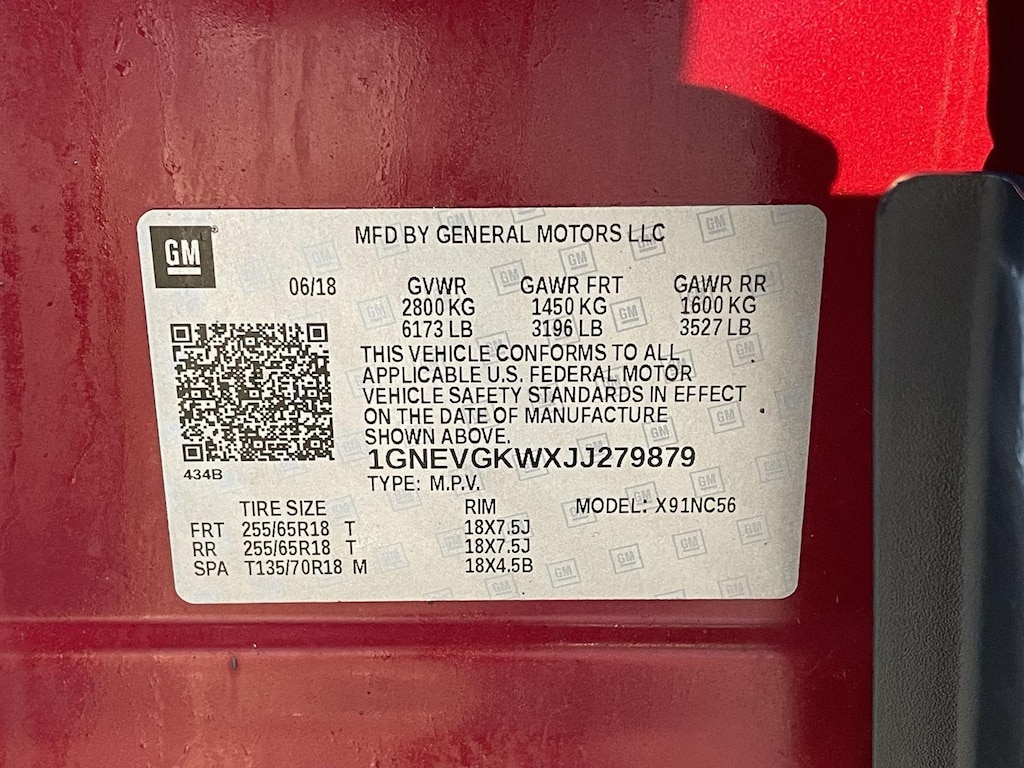 GM
MFD BY GENERAL MOTORS LLC
06/18 GVWR GAWR FRT GAWR RR
2800 KG 1450 KG 1600 KG
6173 LB 3196 LB 3527 LB
THIS VEHICLE CONFORMS TO ALL
APPLICABLE U.S. FEDERAL MOTOR
VEHICLE SAFETY STANDARDS IN EFFECT
ON THE DATE OF MANUFACTURE
SHOWN ABOVE.
1GNEVGKWXJJ279879
434B
TYPE: M.P.V.
TIRE SIZE RIM MODEL: X91NC56
FRT 255/65R18 T 18X7.5J
RR 255/65R18 T 18X7.5J
SPA T135/70R18 M 18X4.5B